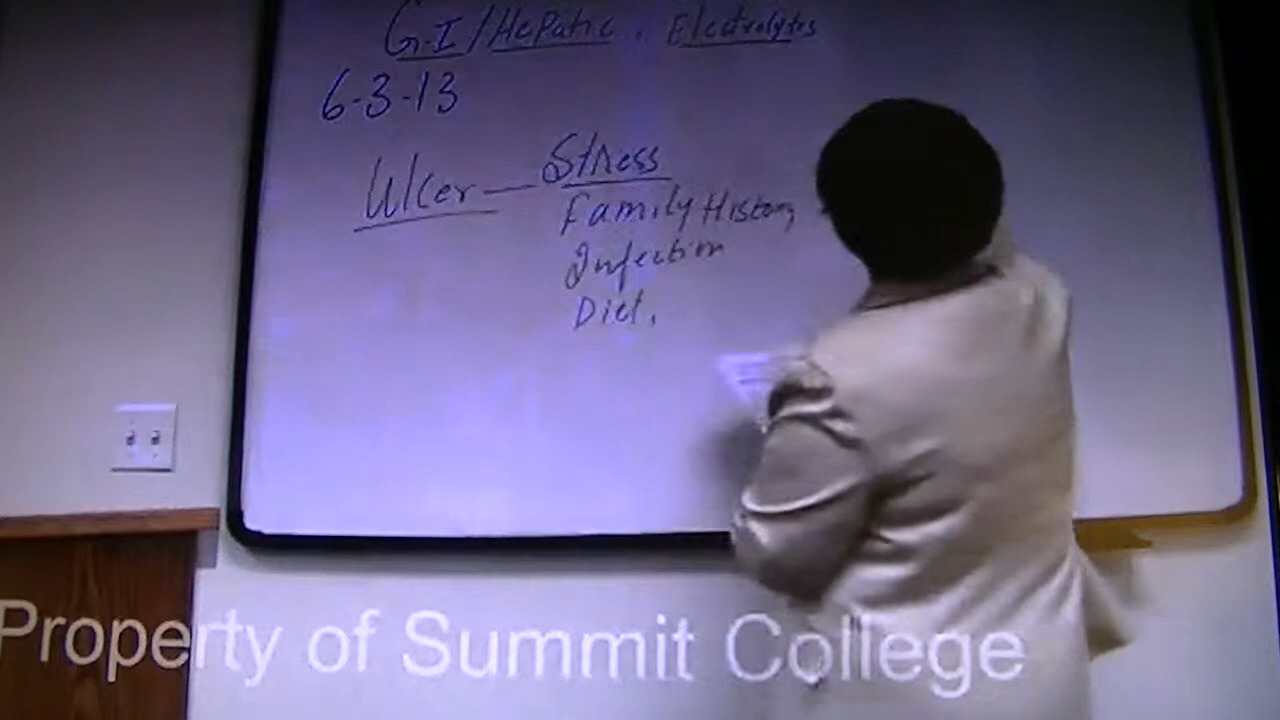 G.I/Hepatic, Electrolytes
6-3-13
Ulcer — Stress
Family History
Infection
Diet,
Property of Summit College